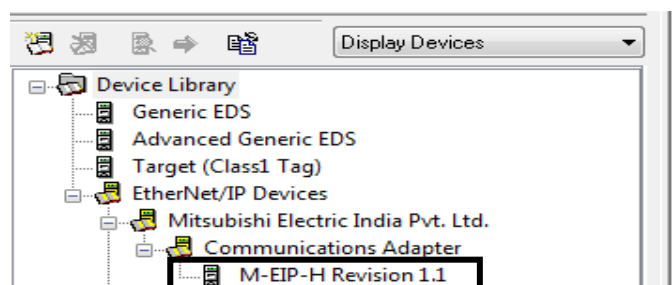 Display Devices
Device Library
Generic EDS
Advanced Generic EDS
Target (Class1 Tag)
EtherNet/IP Devices
Mitsubishi Electric India Pvt. Ltd.
Communications Adapter
M-EIP-H Revision 1.1